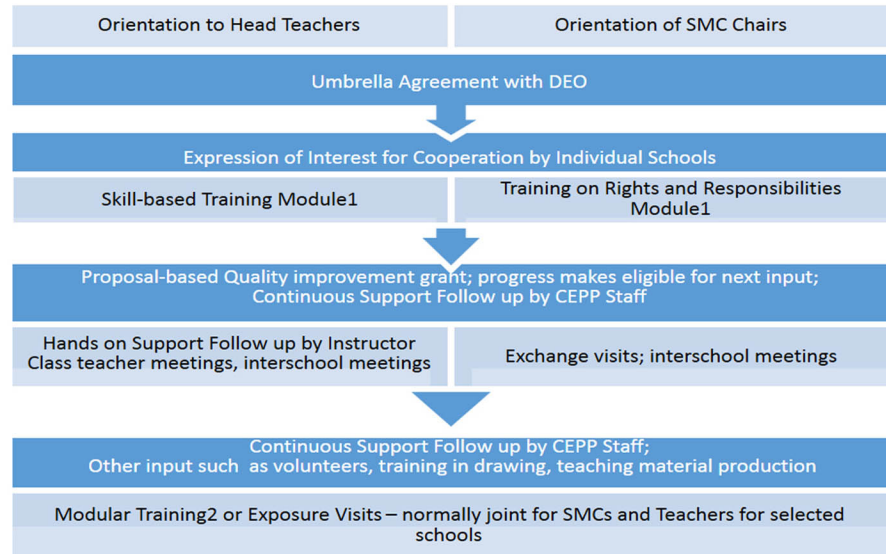 Orientation to Head Teachers
Orientation of SMC Chairs
Umbrella Agreement with DEO
Expression of Interest for Cooperation by Individual Schools
Skill-based Training Module1
Training on Rights and Responsibilities
Module1
Proposal-based Quality improvement grant; progress makes eligible for next input;
Continuous Support Follow up by CEPP Staff
Hands on Support Follow up by Instructor
Class teacher meetings, interschool meetings
Exchange visits; interschool meetings
Continuous Support Follow up by CEPP Staff;
Other input such as volunteers, training in drawing, teaching material production
Modular Training2 or Exposure Visits – normally joint for SMCs and Teachers for selected
schools